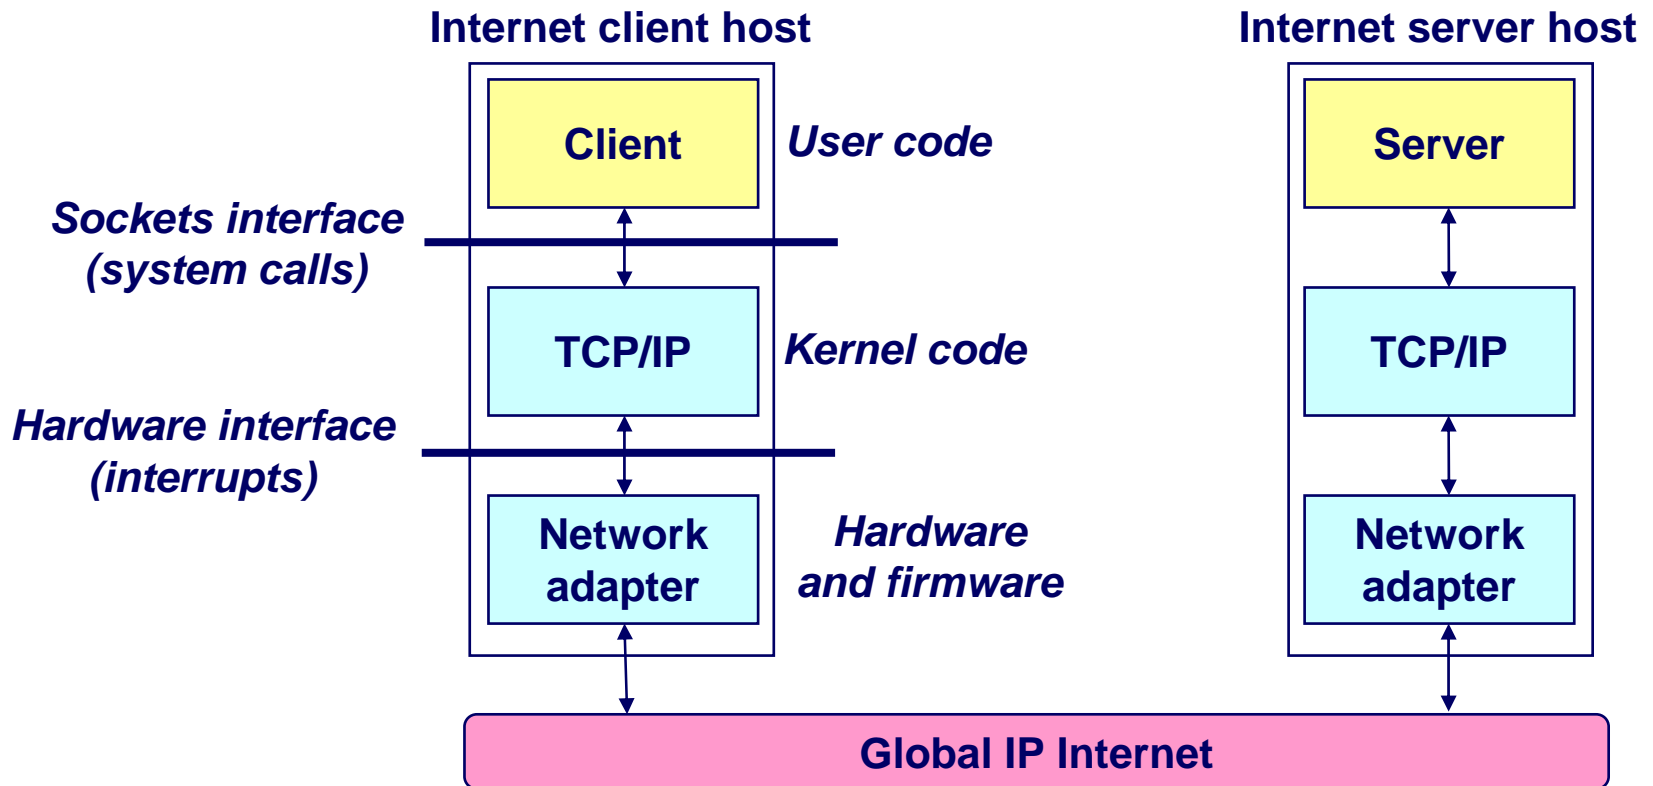 Internet client host
Internet server host
Client
User code
Server
Sockets interface
(system calls)
TCP/IP
Kernel code
TCP/IP
Hardware interface
(interrupts)
Network
adapter
Hardware
and firmware
Network
adapter
Global IP Internet